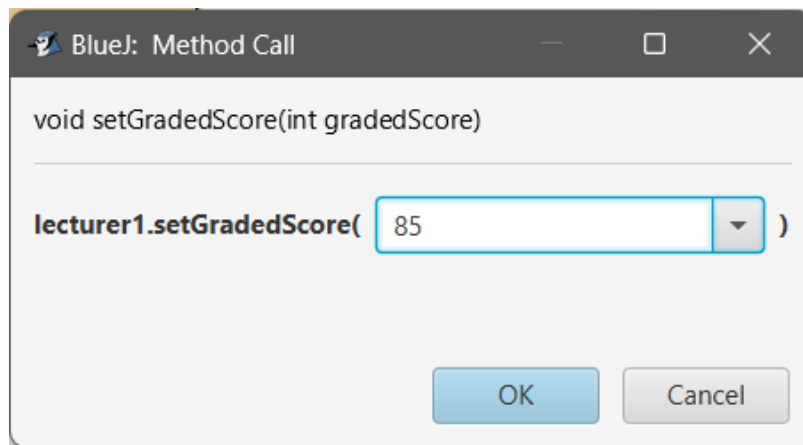 BlueJ: Method Call
void setGradedScore(int gradedScore)
lecturer1.setGradedScore( 85 )
OK Cancel